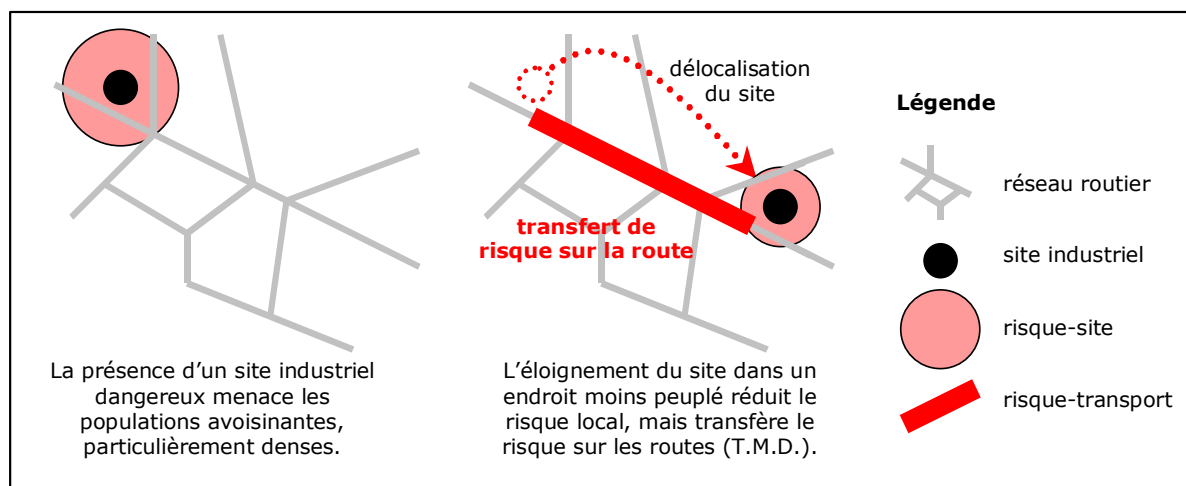 délocalisation
du site
transfert de
risque sur la route
La présence d'un site industriel
dangereux menace les
populations avoisinantes,
particulièrement denses.
L'éloignement du site dans un
endroit moins peuplé réduit le
risque local, mais transfère le
risque sur les routes (T.M.D.).
Légende
réseau routier
site industriel
risque-site
risque-transport